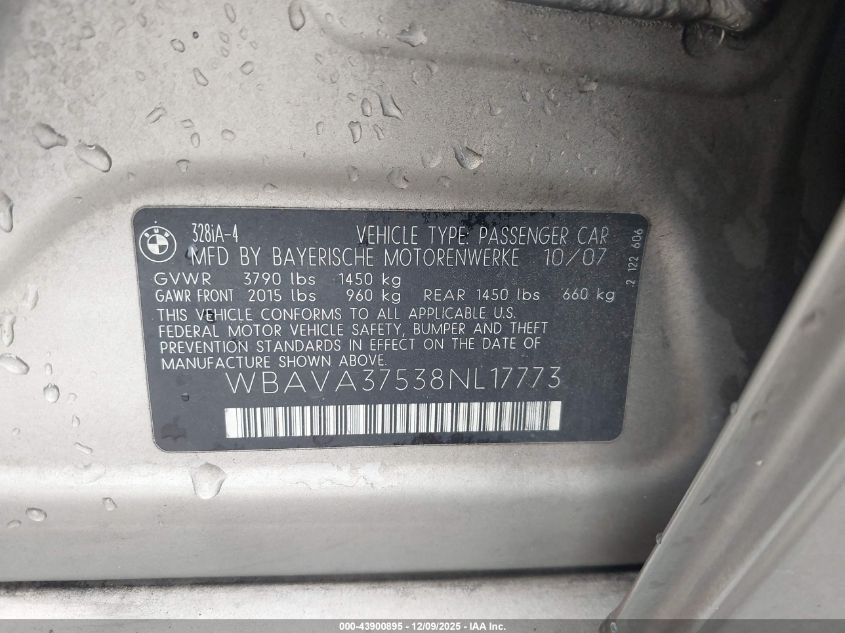 BMW
328iA-4 VEHICLE TYPE: PASSENGER CAR
MFD BY BAYERISCHE MOTORENWERKE 10/07
GVWR 3790 lbs 1450 kg
GAWR FRONT 2015 lbs 960 kg REAR 1450 lbs 660 kg
THIS VEHICLE CONFORMS TO ALL APPLICABLE U.S.
FEDERAL MOTOR VEHICLE SAFETY, BUMPER AND THEFT
PREVENTION STANDARDS IN EFFECT ON THE DATE OF
MANUFACTURE SHOWN ABOVE.
WBAVA37538NL17773
2 122 606
000-43900895 - 12/09/2025 - IAA Inc.